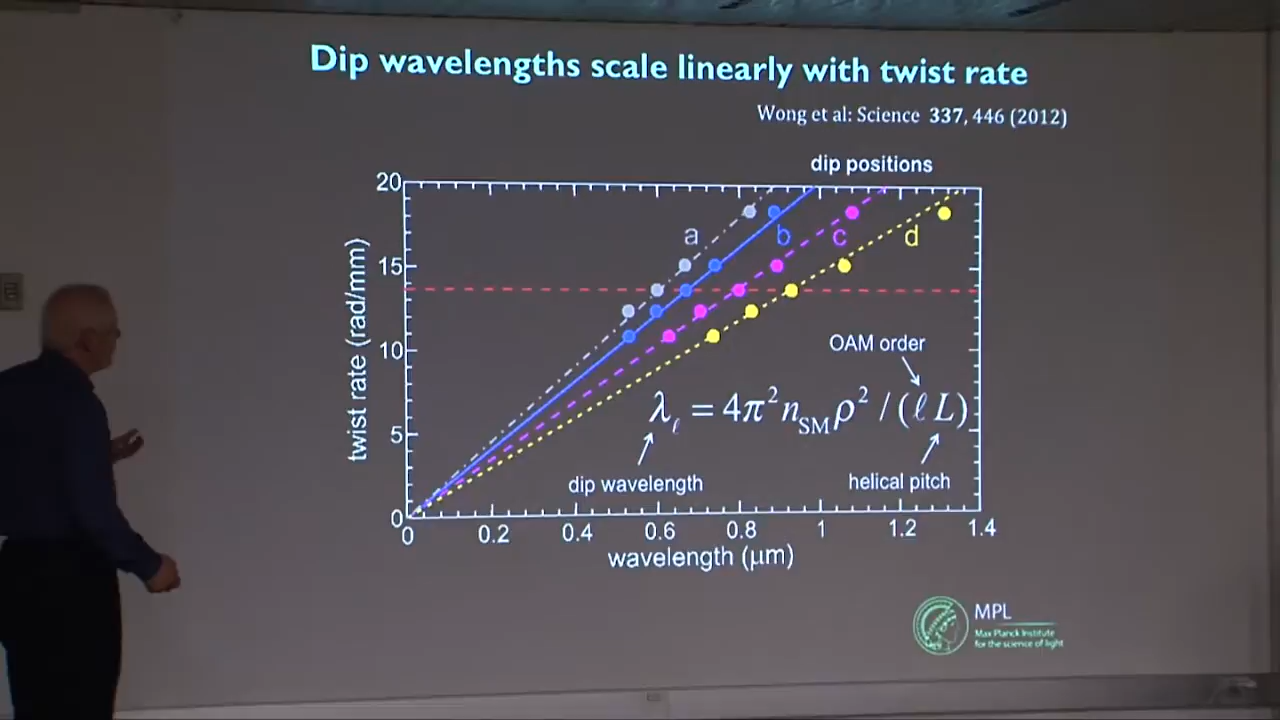 Dip wavelengths scale linearly with twist rate
Wong et al: Science 337, 446 (2012)
dip positions
20
15
10
5
0
twist rate (rad/mm)
a
b
c
d
OAM order
λ_ℓ = 4π² n_SM ρ² / (ℓ L)
dip wavelength
helical pitch
0 0.2 0.4 0.6 0.8 1 1.2 1.4
wavelength (μm)
MPL
Max Planck Institute
for the science of light